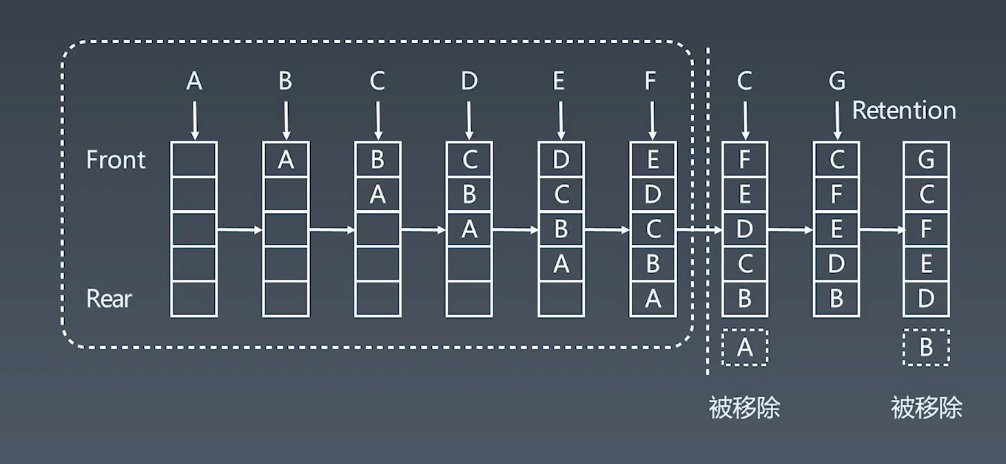 A B C D E F C G
Retention
Front A B C D E F C G
A B C D E F C
A B C D E F
A B C D E
Rear A B B D
A B
被移除 被移除